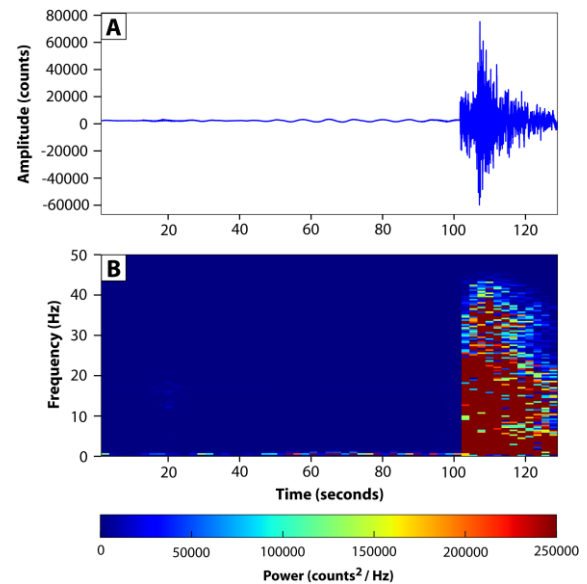 A
Amplitude (counts)
80000
60000
40000
20000
0
-20000
-40000
-60000
20 40 60 80 100 120
B
Frequency (Hz)
50
40
30
20
10
0
20 40 60 80 100 120
Time (seconds)
0 50000 100000 150000 200000 250000
Power (counts² / Hz)